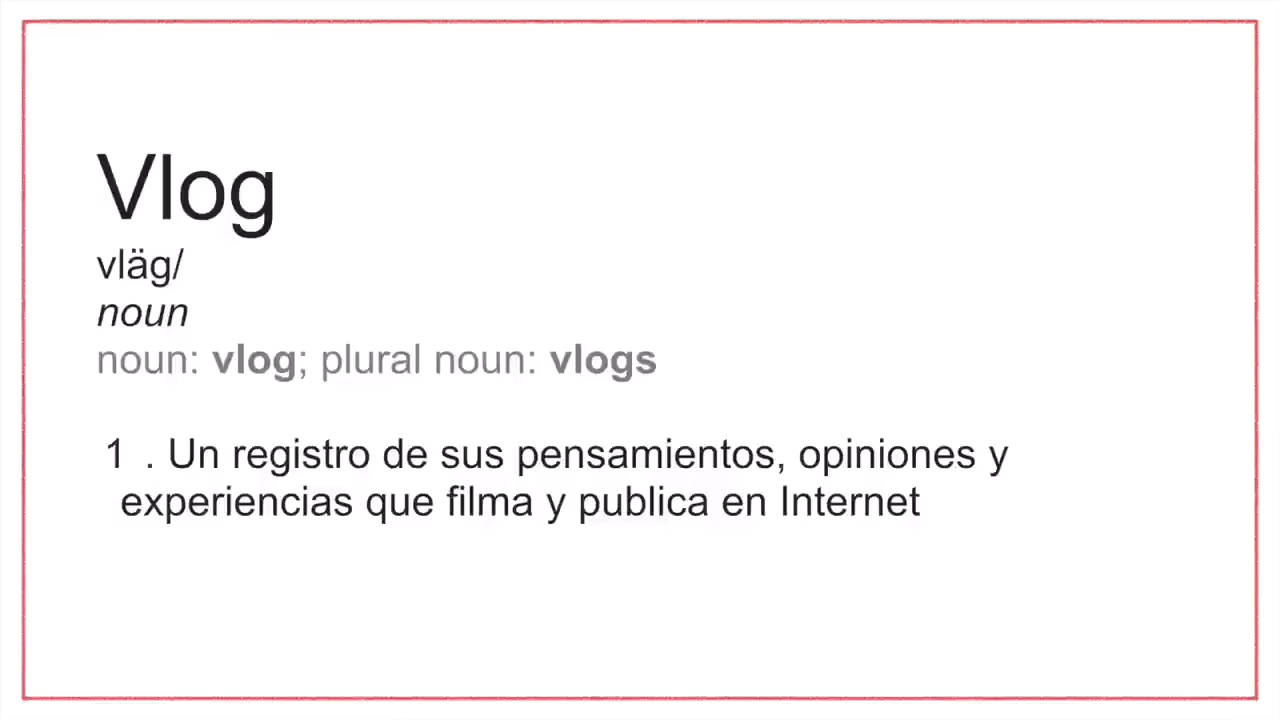 Vlog
vläg/
noun
noun: vlog; plural noun: vlogs
1 . Un registro de sus pensamientos, opiniones y
experiencias que filma y publica en Internet